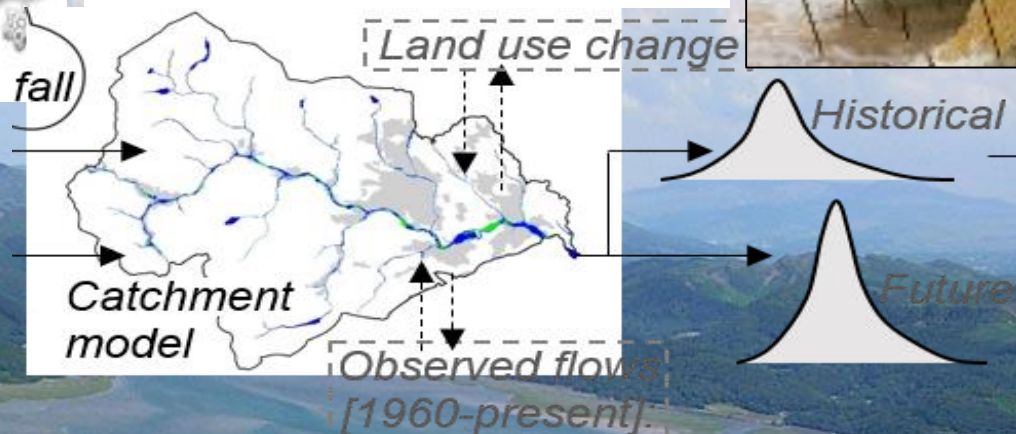 fall
Land use change
Historical
Future
Catchment
model
Observed flows
[1960-present].